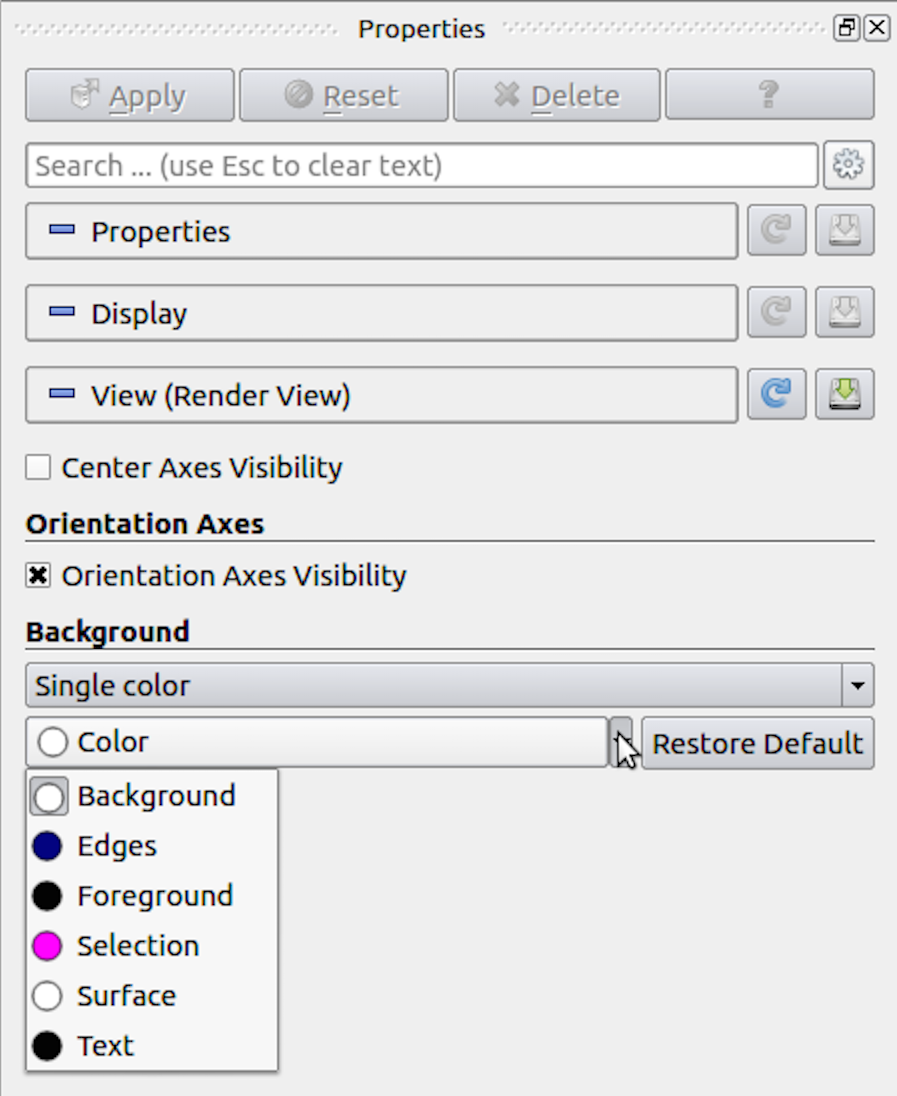 Properties
Apply Reset Delete ?
Search ... (use Esc to clear text)
Properties
Display
View (Render View)
Center Axes Visibility
Orientation Axes
Orientation Axes Visibility
Background
Single color
Color Restore Default
Background
Edges
Foreground
Selection
Surface
Text